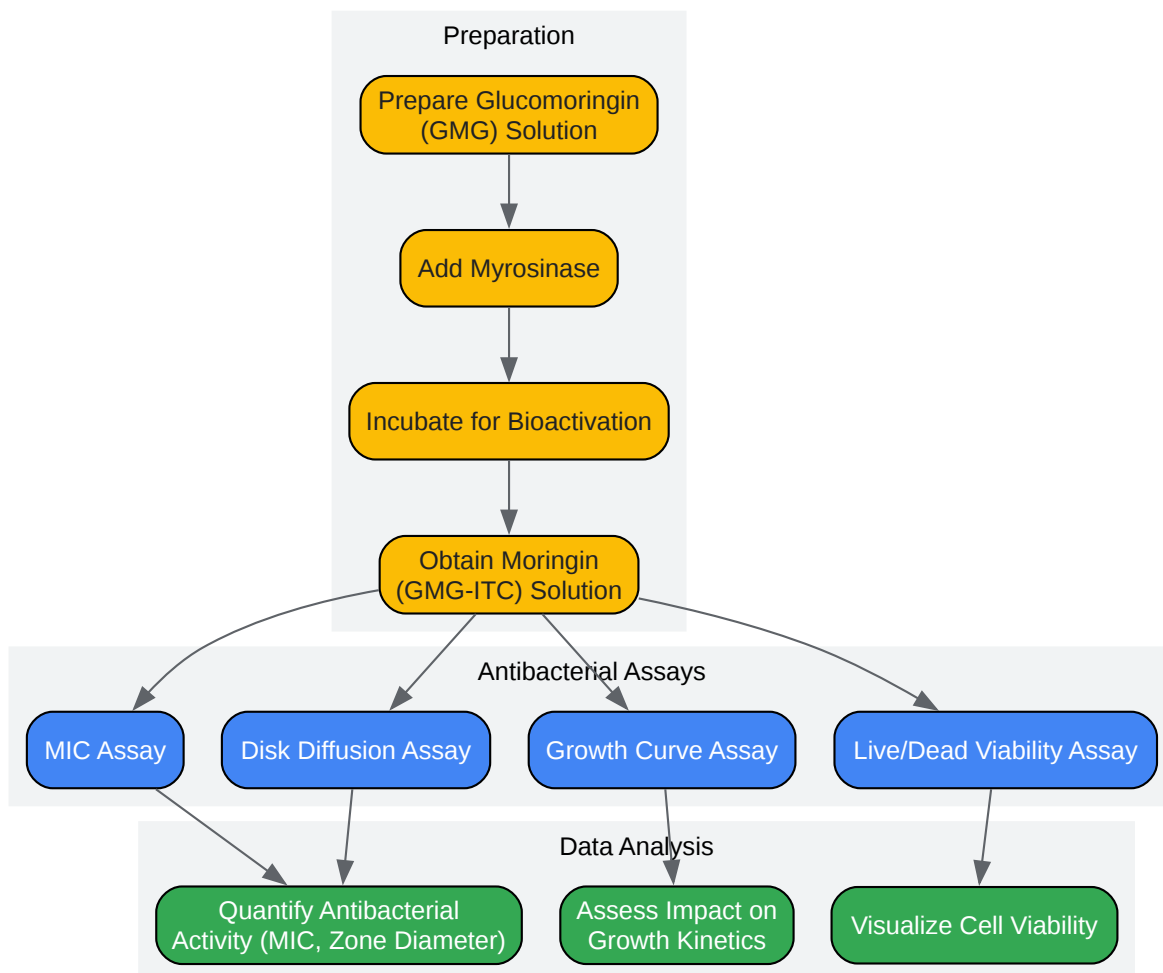 Preparation
Prepare Glucomoringin
(GMG) Solution
Add Myrosinase
Incubate for Bioactivation
Obtain Moringin
(GMG-ITC) Solution
Antibacterial Assays
MIC Assay
Disk Diffusion Assay
Growth Curve Assay
Live/Dead Viability Assay
Data Analysis
Quantify Antibacterial
Activity (MIC, Zone Diameter)
Assess Impact on
Growth Kinetics
Visualize Cell Viability